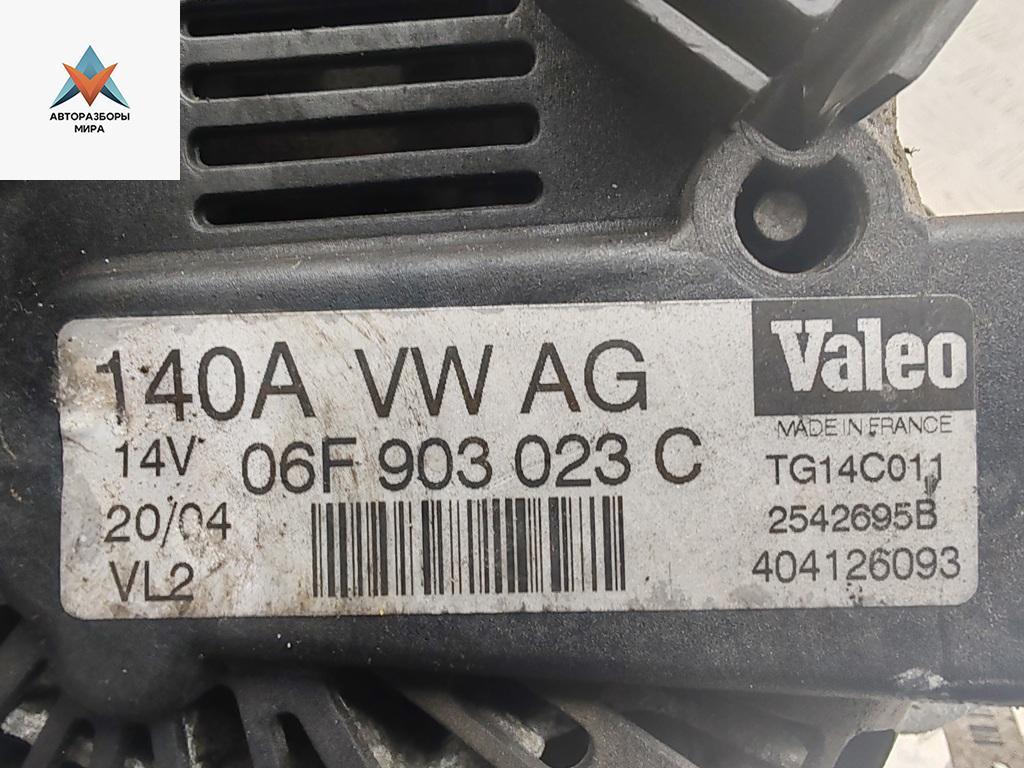 АВТОРАЗБОРЫ
МИРА
140A VW AG
14V 06F 903 023 C
20/04
VL2
Valeo
MADE IN FRANCE
TG14C011
2542695B
404126093